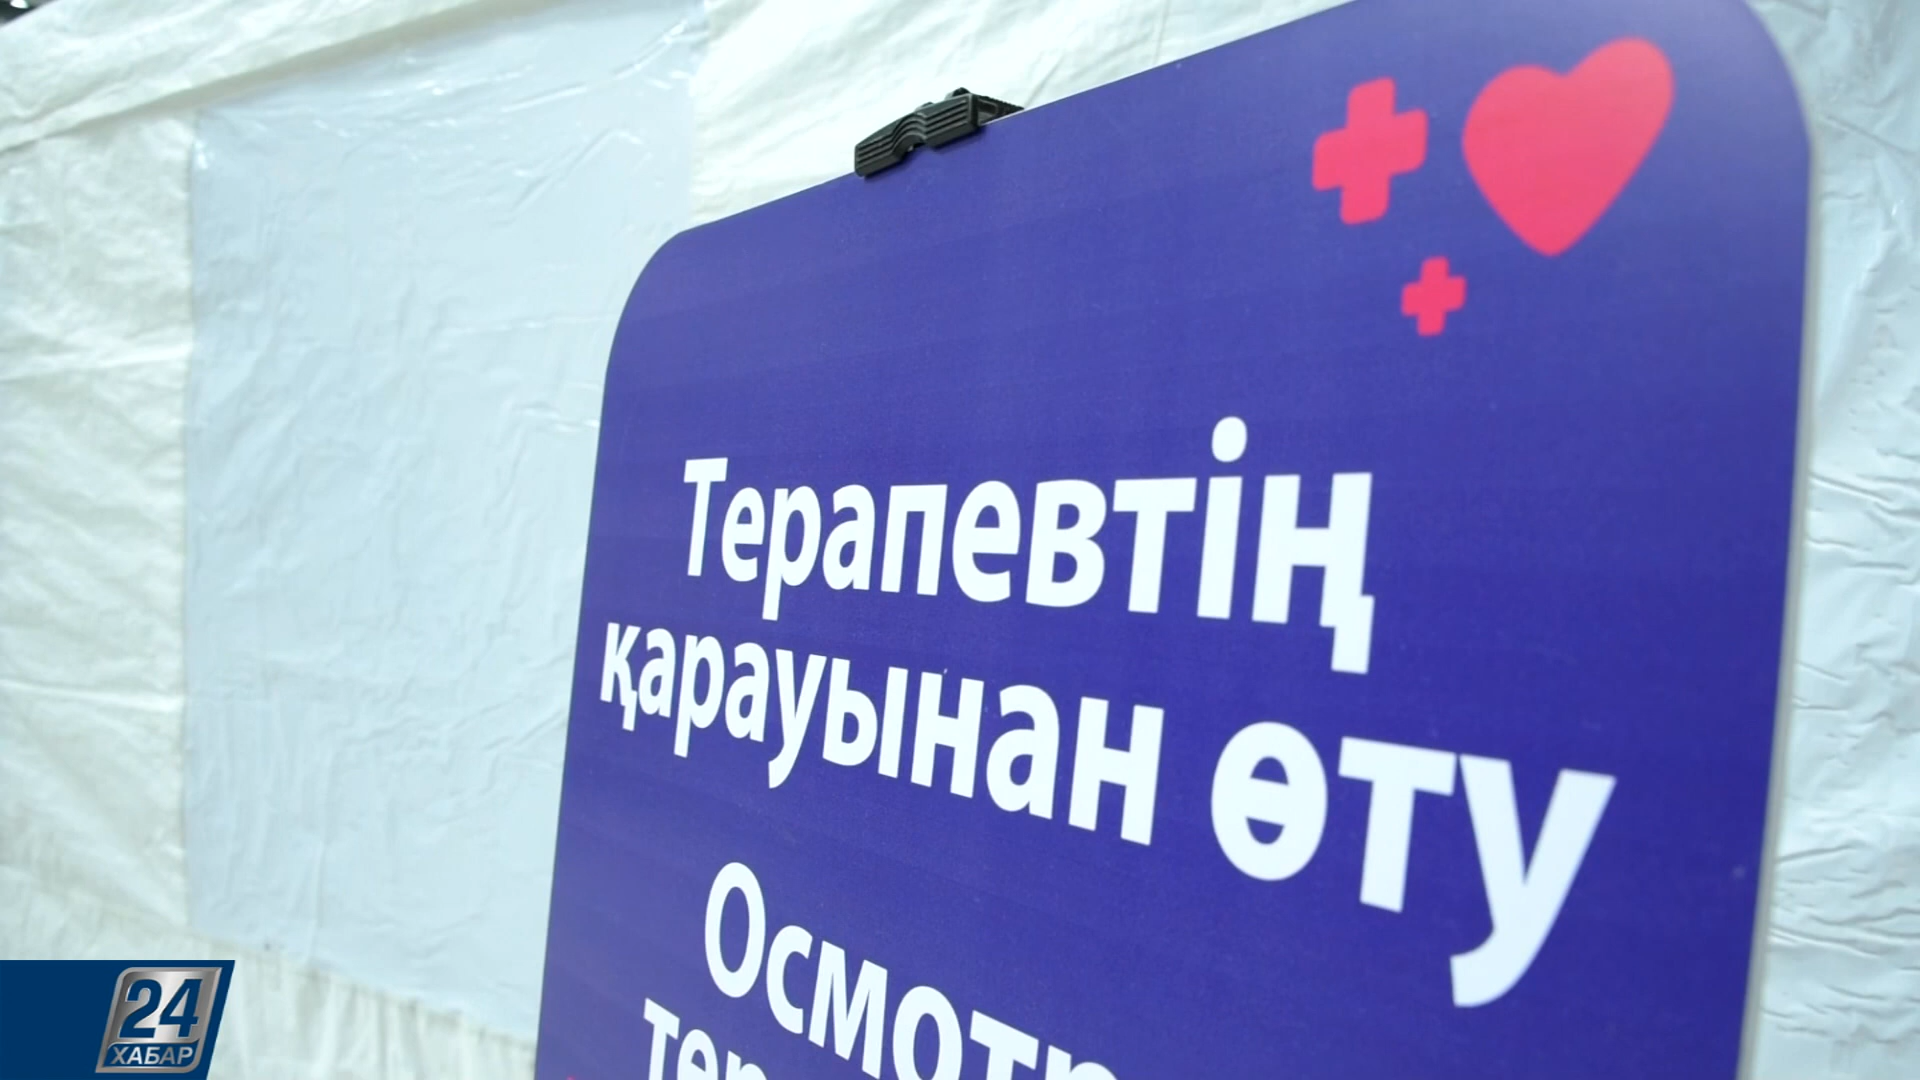 Терапевтің
қарауынан өту
Осмотр
24
ХАБАР